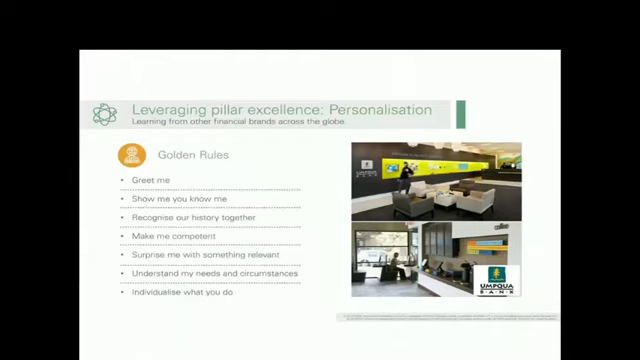 Leveraging pillar excellence: Personalisation
Learning from other financial brands across the globe
Golden Rules
• Greet me
• Show me you know me
• Recognise our history together
• Make me competent
• Surprise me with something relevant
• Understand my needs and circumstances
• Individualise what you do
UMPQUA
B·A·N·K